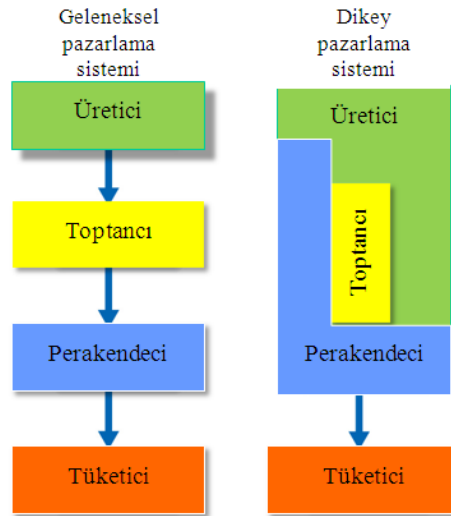 Geleneksel
pazarlama
sistemi
Üretici
Toptancı
Perakendeci
Tüketici
Dikey
pazarlama
sistemi
Üretici
Toptancı
Perakendeci
Tüketici